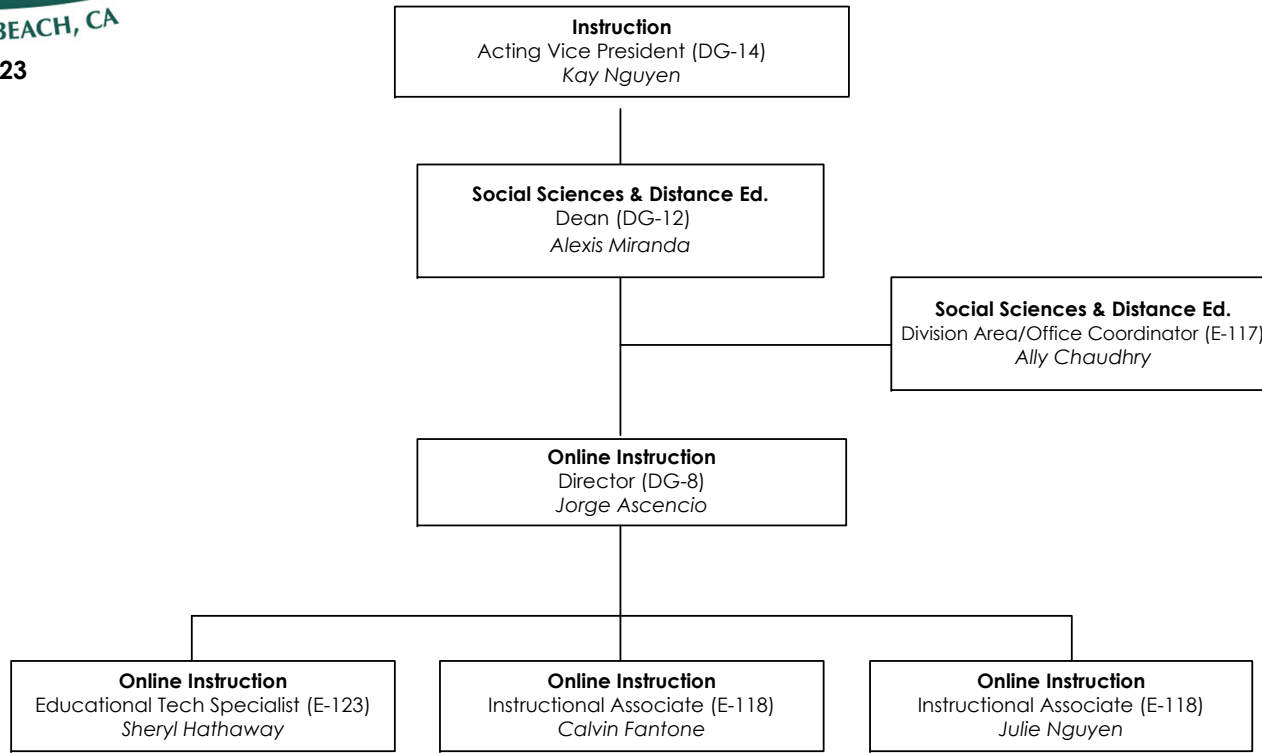 BEACH, CA
23
Instruction
Acting Vice President (DG-14)
Kay Nguyen
Social Sciences & Distance Ed.
Dean (DG-12)
Alexis Miranda
Social Sciences & Distance Ed.
Division Area/Office Coordinator (E-117)
Ally Chaudhry
Online Instruction
Director (DG-8)
Jorge Ascencio
Online Instruction
Educational Tech Specialist (E-123)
Sheryl Hathaway
Online Instruction
Instructional Associate (E-118)
Calvin Fantone
Online Instruction
Instructional Associate (E-118)
Julie Nguyen